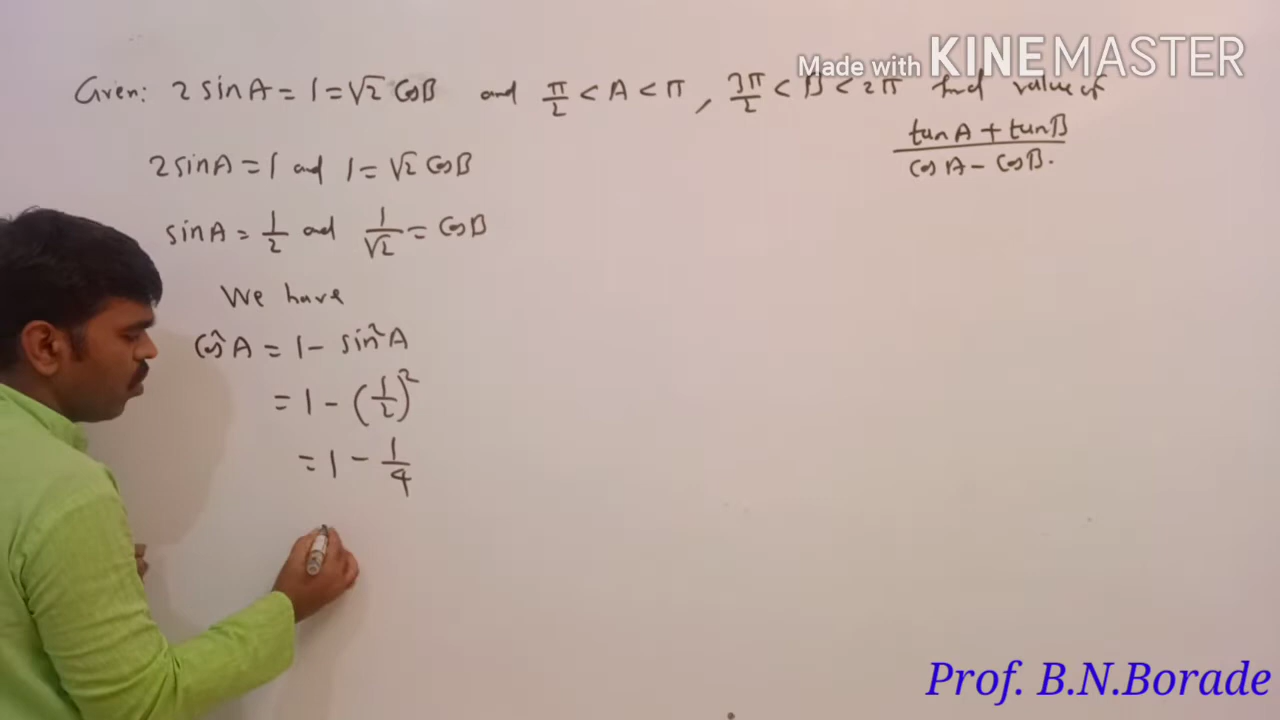 Made with KINEMASTER
Given: 2 sin A = 1 = √2 Cos B and π/2 < A < π, 3π/2 < B < 2π find value of
tan A + tan B / Cos A - Cos B.
2 sin A = 1 and 1 = √2 Cos B
sin A = 1/2 and 1/√2 = Cos B
We have
Cos²A = 1 - sin²A
= 1 - (1/2)²
= 1 - 1/4
Prof. B.N.Borade